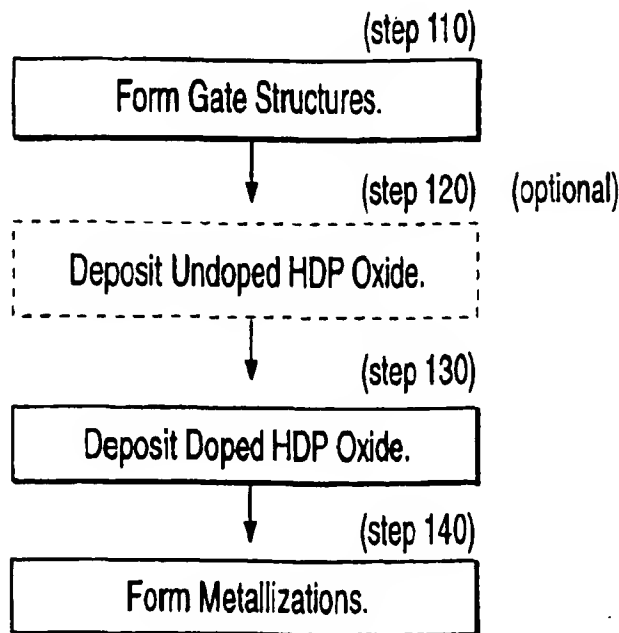 (step 110)
Form Gate Structures.
(step 120) (optional)
Deposit Undoped HDP Oxide.
(step 130)
Deposit Doped HDP Oxide.
(step 140)
Form Metallizations.